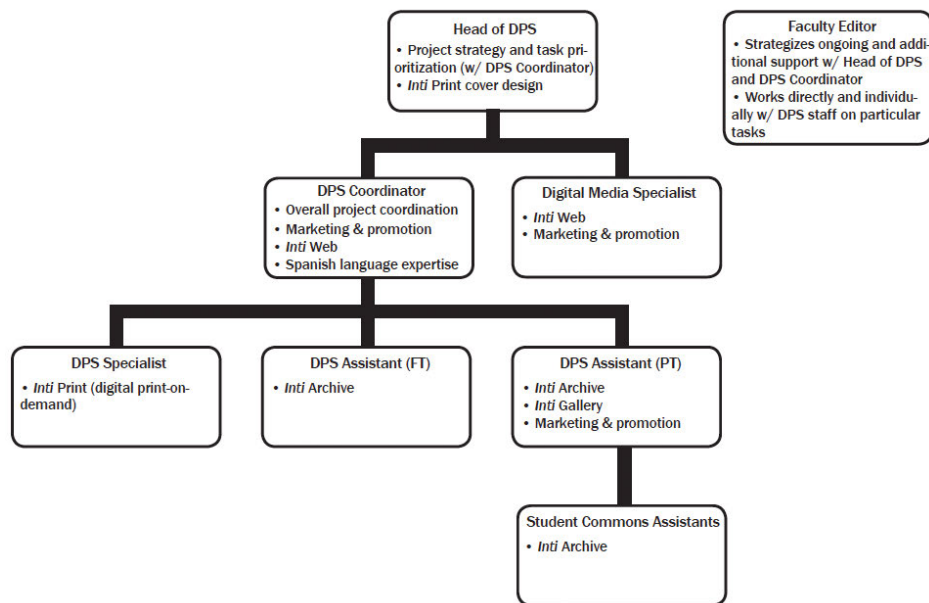 Head of DPS
• Project strategy and task pri-
oritization (w/ DPS Coordinator)
• Inti Print cover design
Faculty Editor
• Strategizes ongoing and addi-
tional support w/ Head of DPS
and DPS Coordinator
• Works directly and individu-
ally w/ DPS staff on particular
tasks
DPS Coordinator
• Overall project coordination
• Marketing & promotion
• Inti Web
• Spanish language expertise
Digital Media Specialist
• Inti Web
• Marketing & promotion
DPS Specialist
• Inti Print (digital print-on-
demand)
DPS Assistant (FT)
• Inti Archive
DPS Assistant (PT)
• Inti Archive
• Inti Gallery
• Marketing & promotion
Student Commons Assistants
• Inti Archive